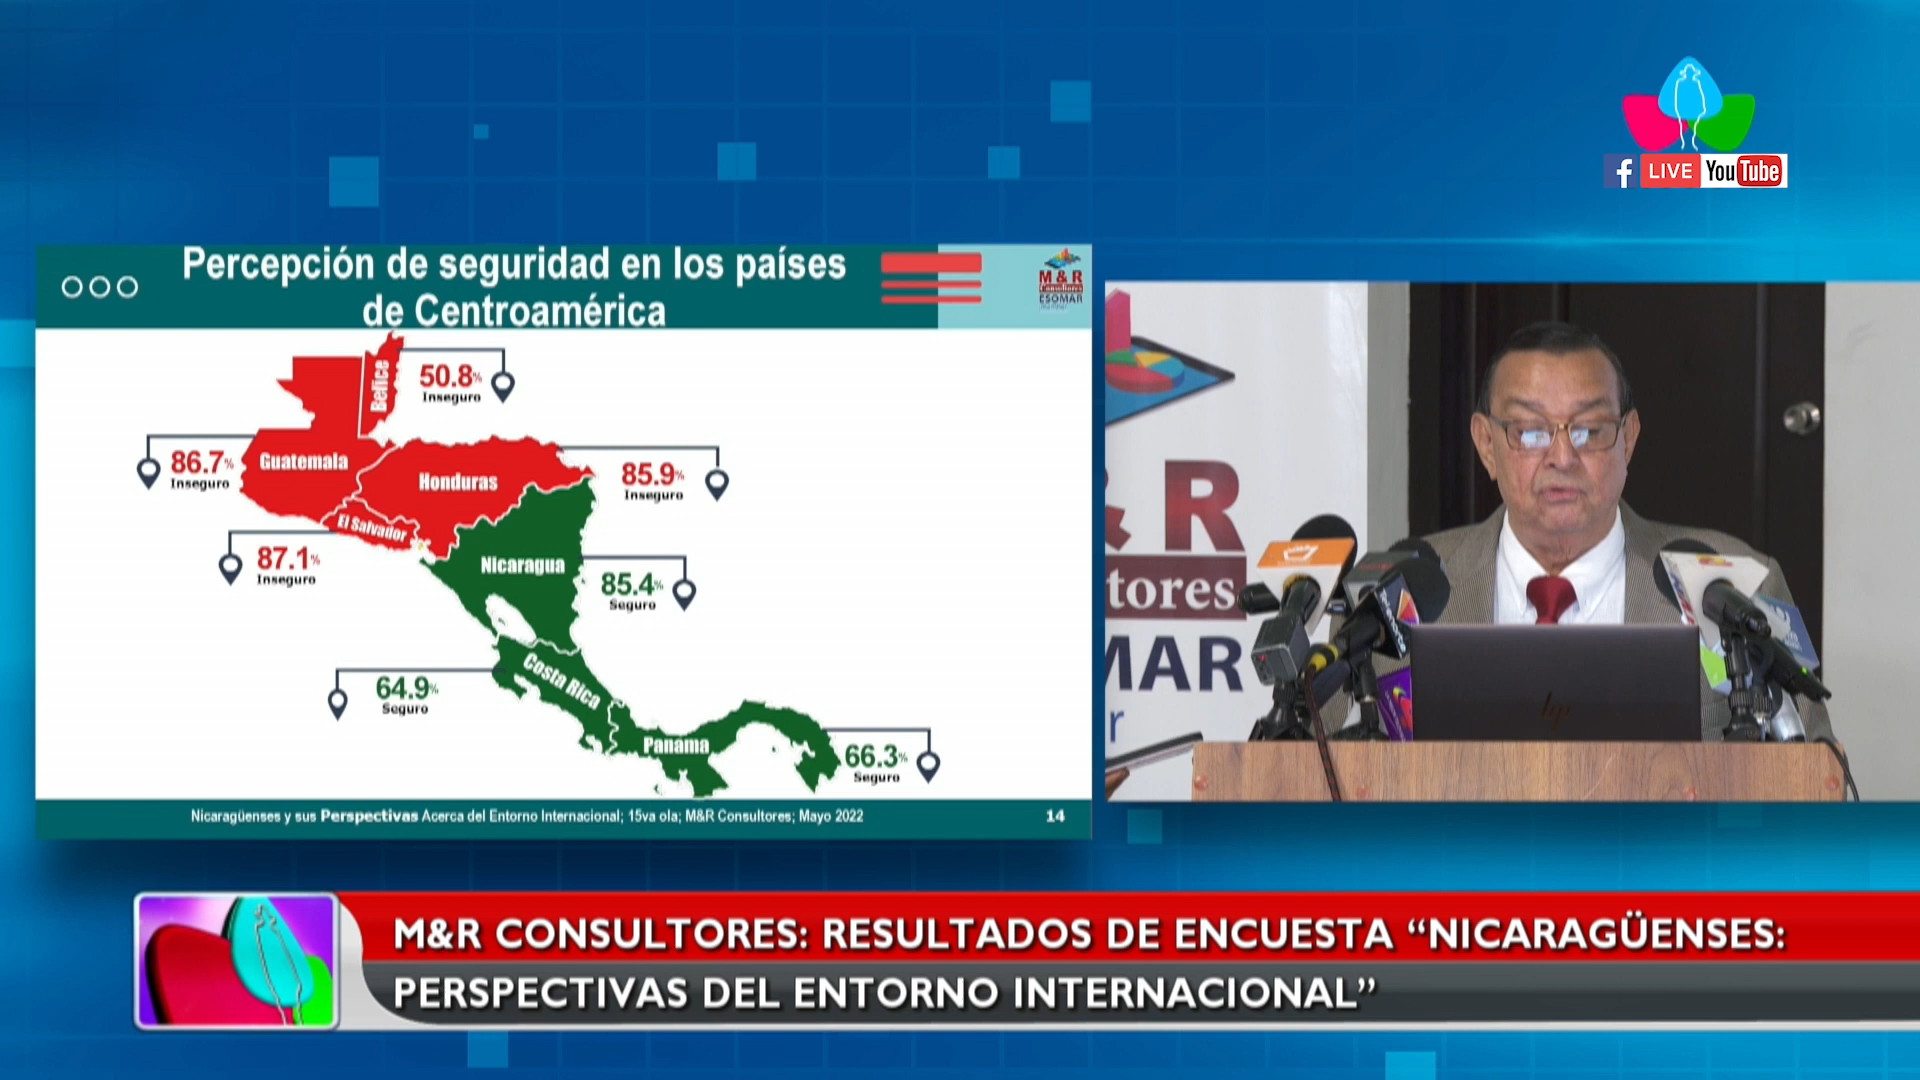 f LIVE YouTube
Percepción de seguridad en los países
de Centroamérica
M & R
Consultores
ESOMAR
Belice
50.8%
Inseguro
86.7%
Inseguro
Guatemala
Honduras
85.9%
Inseguro
El Salvador
87.1%
Inseguro
Nicaragua
85.4%
Seguro
Costa Rica
64.9%
Seguro
Panama
66.3%
Seguro
Nicaragüenses y sus Perspectivas Acerca del Entorno Internacional; 15va ola; M&R Consultores; Mayo 2022
14
& R
tores
MAR
r
hp
M&R CONSULTORES: RESULTADOS DE ENCUESTA “NICARAGÜENSES:
PERSPECTIVAS DEL ENTORNO INTERNACIONAL”